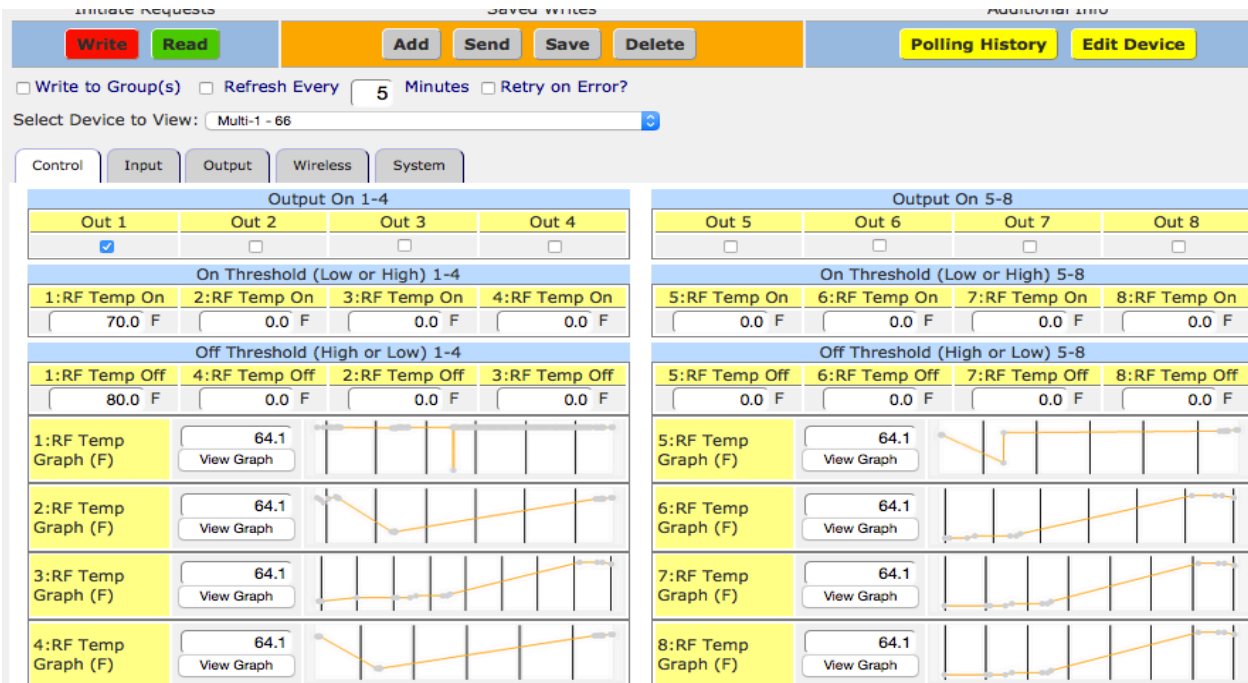 Initiate Requests Saved Writes Additional Info
Write Read Add Send Save Delete Polling History Edit Device
Write to Group(s) Refresh Every 5 Minutes Retry on Error?
Select Device to View: Multi-1 - 66
Control Input Output Wireless System
Output On 1-4
Out 1 Out 2 Out 3 Out 4
On Threshold (Low or High) 1-4
1:RF Temp On 2:RF Temp On 3:RF Temp On 4:RF Temp On
70.0 F 0.0 F 0.0 F 0.0 F
Off Threshold (High or Low) 1-4
1:RF Temp Off 4:RF Temp Off 2:RF Temp Off 3:RF Temp Off
80.0 F 0.0 F 0.0 F 0.0 F
1:RF Temp
Graph (F)
64.1
View Graph
2:RF Temp
Graph (F)
64.1
View Graph
3:RF Temp
Graph (F)
64.1
View Graph
4:RF Temp
Graph (F)
64.1
View Graph
Output On 5-8
Out 5 Out 6 Out 7 Out 8
On Threshold (Low or High) 5-8
5:RF Temp On 6:RF Temp On 7:RF Temp On 8:RF Temp On
0.0 F 0.0 F 0.0 F 0.0 F
Off Threshold (High or Low) 5-8
5:RF Temp Off 6:RF Temp Off 7:RF Temp Off 8:RF Temp Off
0.0 F 0.0 F 0.0 F 0.0 F
5:RF Temp
Graph (F)
64.1
View Graph
6:RF Temp
Graph (F)
64.1
View Graph
7:RF Temp
Graph (F)
64.1
View Graph
8:RF Temp
Graph (F)
64.1
View Graph